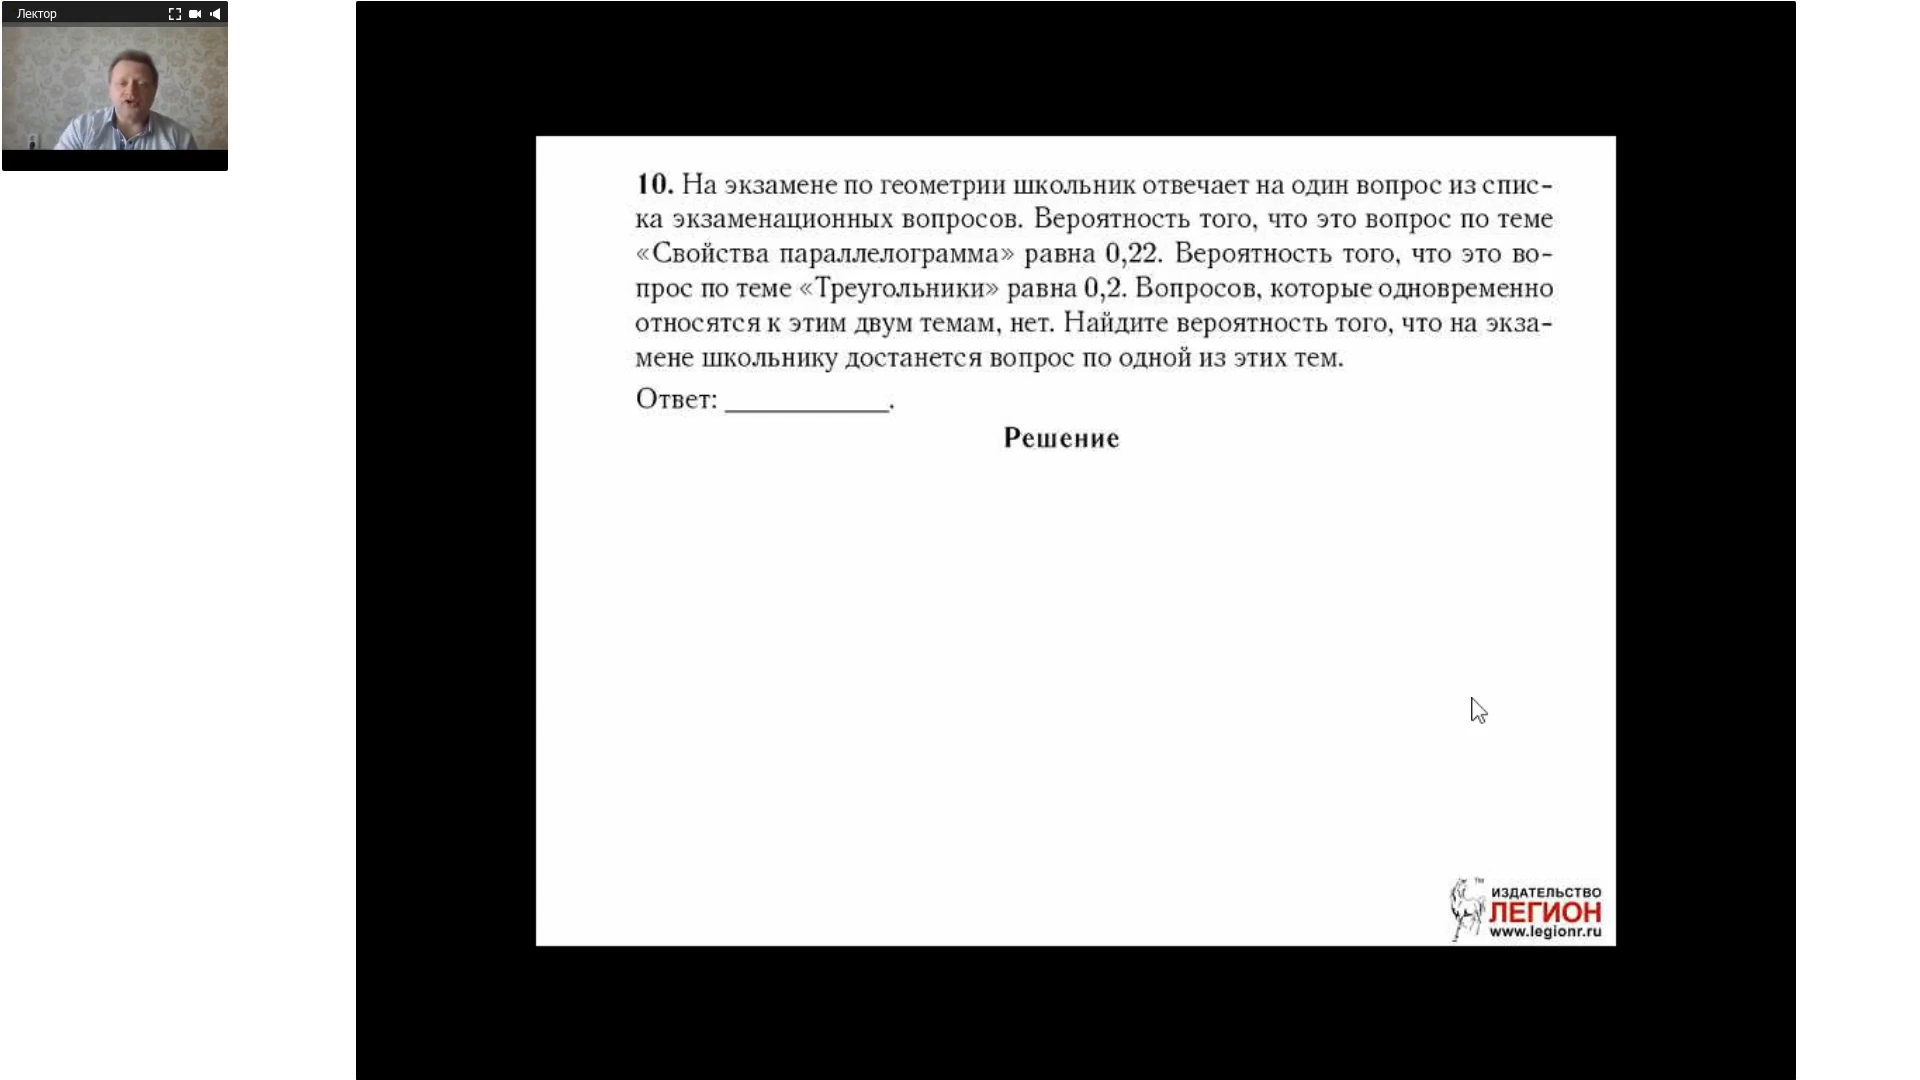 Лектор
10. На экзамене по геометрии школьник отвечает на один вопрос из спис-
ка экзаменационных вопросов. Вероятность того, что это вопрос по теме
«Свойства параллелограмма» равна 0,22. Вероятность того, что это во-
прос по теме «Треугольники» равна 0,2. Вопросов, которые одновременно
относятся к этим двум темам, нет. Найдите вероятность того, что на экза-
мене школьнику достанется вопрос по одной из этих тем.
Ответ: ____________.
Решение
TM
ИЗДАТЕЛЬСТВО
ЛЕГИОН
www.legionr.ru